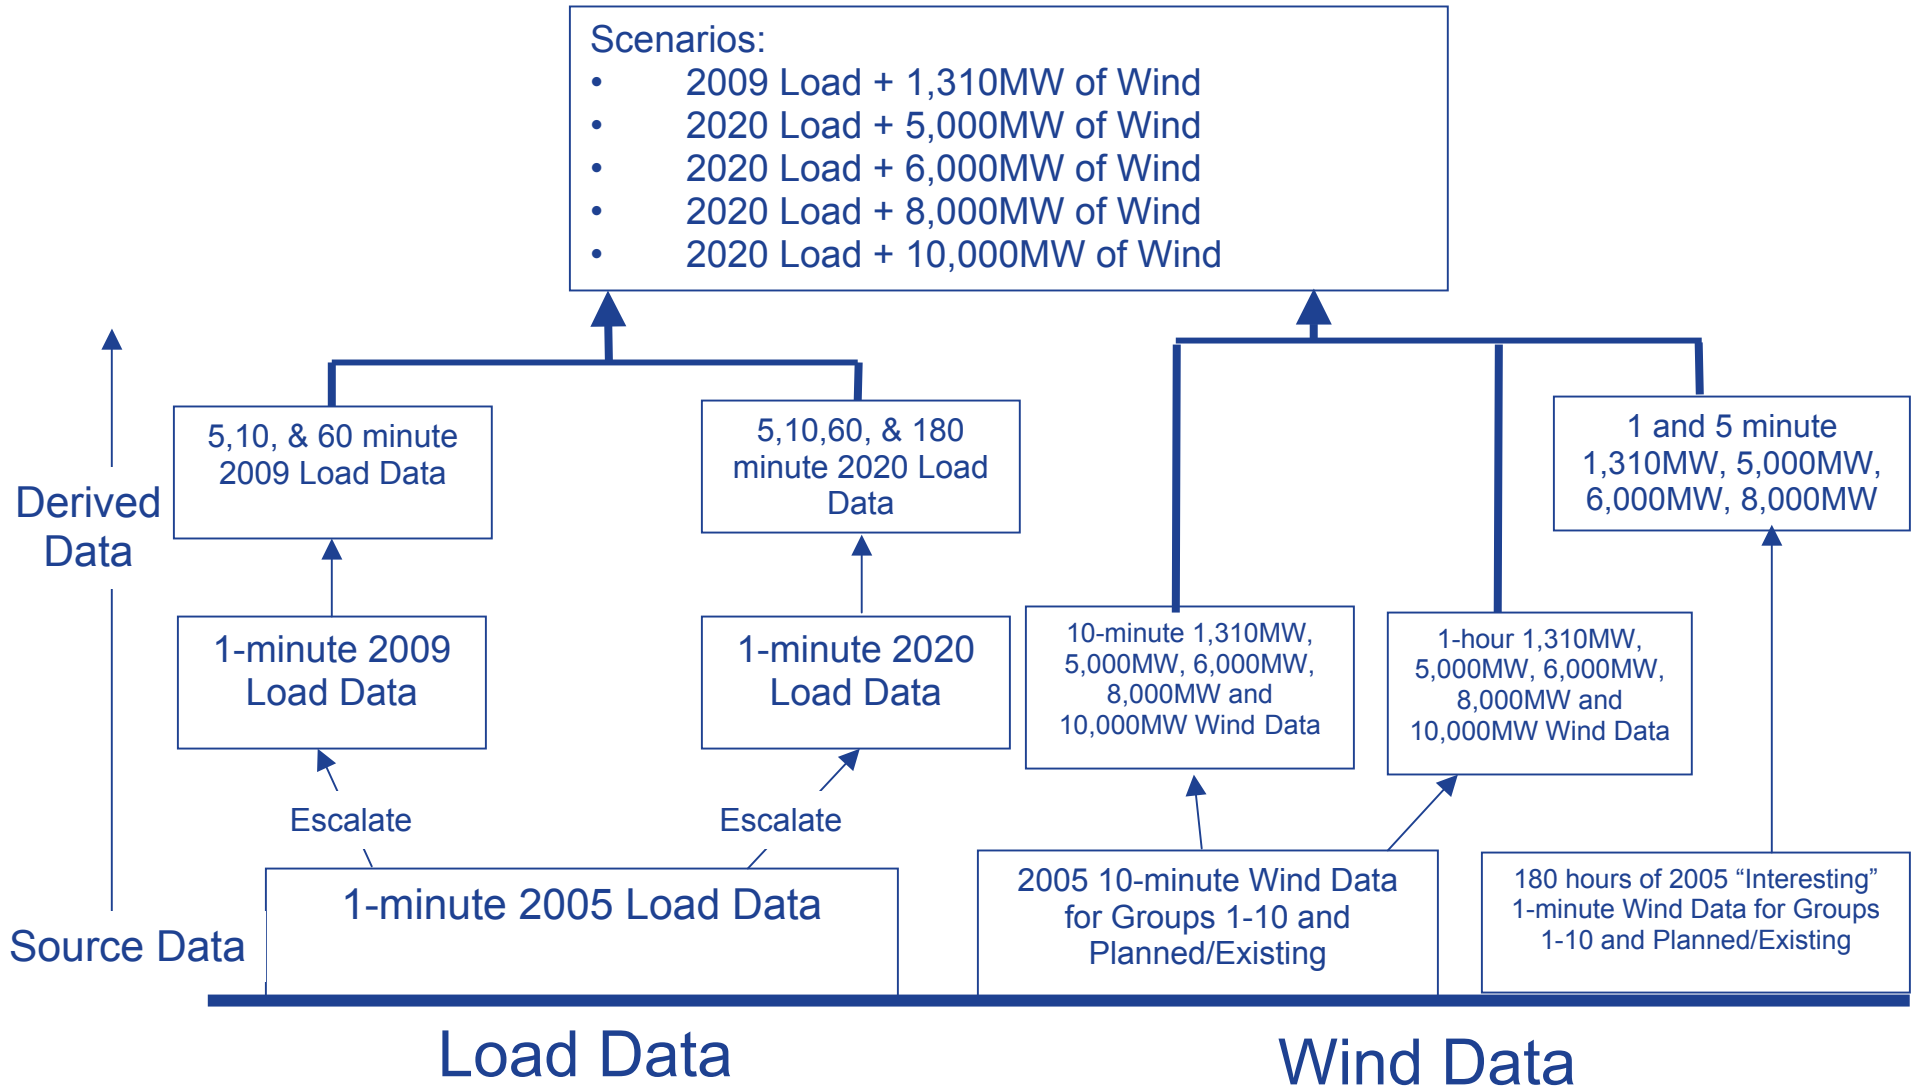 Scenarios:
• 2009 Load + 1,310MW of Wind
• 2020 Load + 5,000MW of Wind
• 2020 Load + 6,000MW of Wind
• 2020 Load + 8,000MW of Wind
• 2020 Load + 10,000MW of Wind
5,10, & 60 minute
2009 Load Data
5,10,60, & 180
minute 2020 Load
Data
1 and 5 minute
1,310MW, 5,000MW,
6,000MW, 8,000MW
Derived
Data
1-minute 2009
Load Data
1-minute 2020
Load Data
10-minute 1,310MW,
5,000MW, 6,000MW,
8,000MW and
10,000MW Wind Data
1-hour 1,310MW,
5,000MW, 6,000MW,
8,000MW and
10,000MW Wind Data
Escalate
Escalate
Source Data
1-minute 2005 Load Data
2005 10-minute Wind Data
for Groups 1-10 and
Planned/Existing
180 hours of 2005 “Interesting”
1-minute Wind Data for Groups
1-10 and Planned/Existing
Load Data
Wind Data